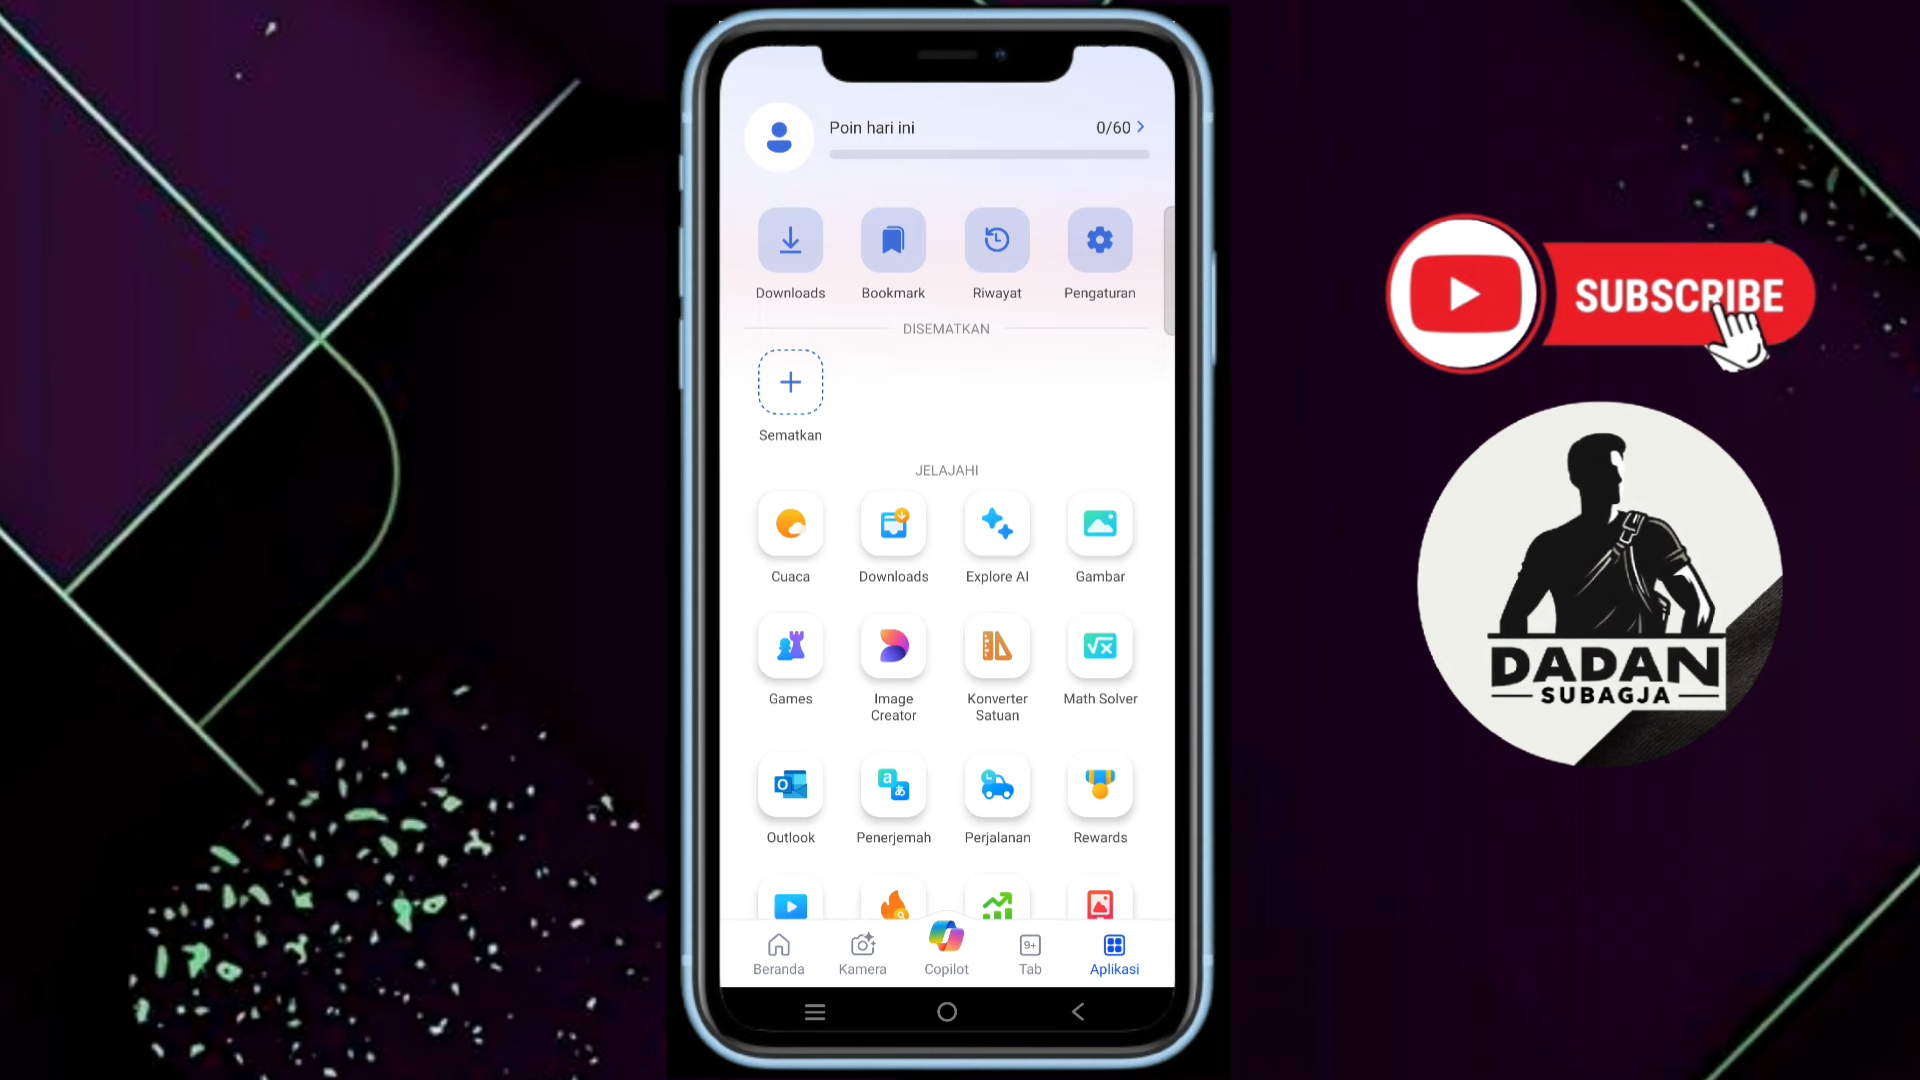 Poin hari ini
0/60
Downloads
Bookmark
Riwayat
Pengaturan
DISEMATKAN
Sematkan
JELAJAHI
Cuaca
Downloads
Explore AI
Gambar
Games
Image
Creator
Konverter
Satuan
Math Solver
Outlook
Penerjemah
Perjalanan
Rewards
Beranda
Kamera
Copilot
9+
Tab
Aplikasi
SUBSCRIBE
DADAN
SUBAGJA